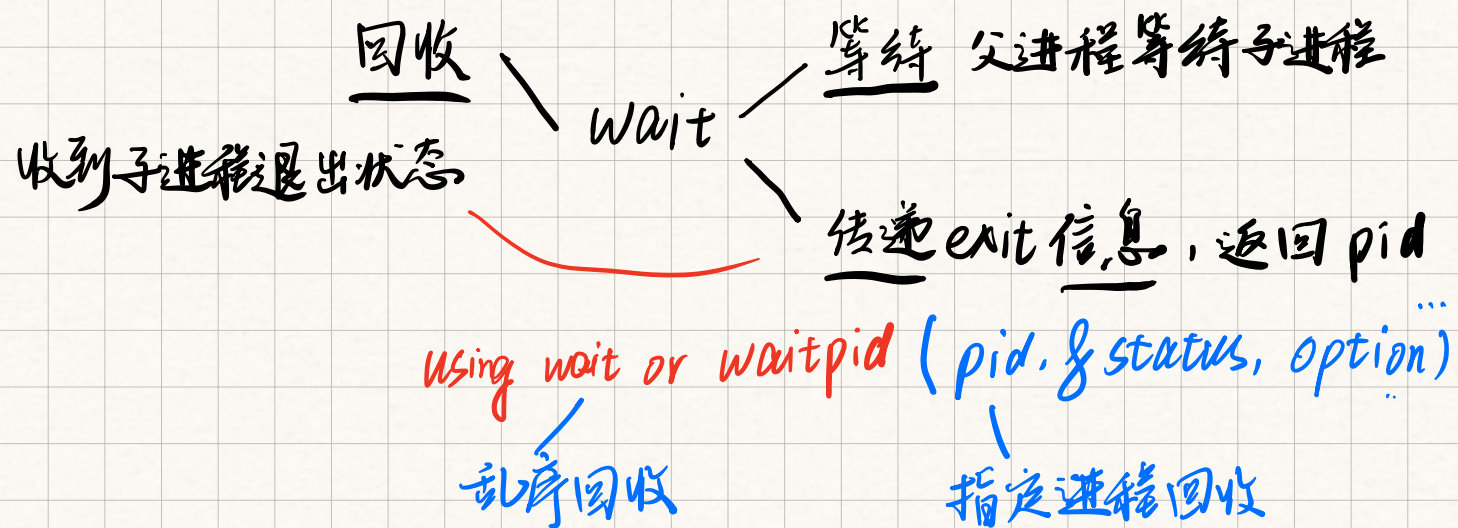 回收
wait
等待 父进程等待子进程
收到子进程退出状态
传递exit信息,返回pid
using wait or waitpid (pid, &status, option)
乱序回收
指定进程回收